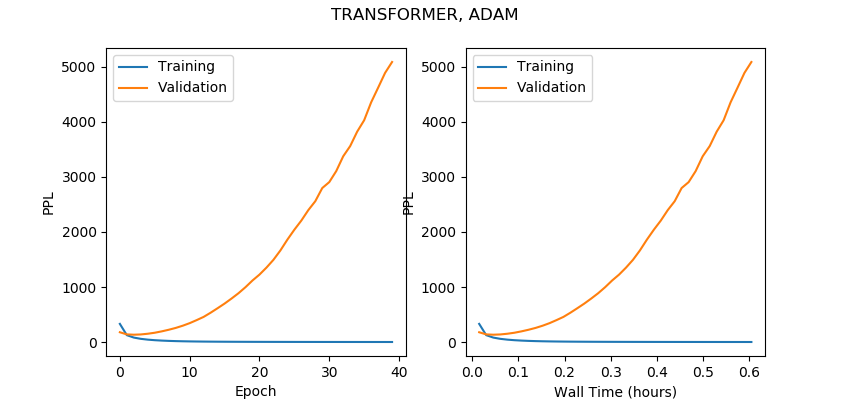 TRANSFORMER, ADAM
Training
Validation
5000
4000
3000
2000
1000
0
PPL
0 10 20 30 40
Epoch
Training
Validation
5000
4000
3000
2000
1000
0
PPL
0.0 0.1 0.2 0.3 0.4 0.5 0.6
Wall Time (hours)